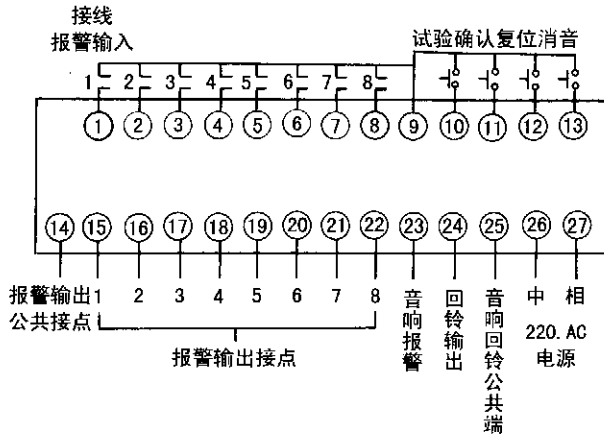 接线
报警输入
试验确认复位消音
1 2 3 4 5 6 7 8
1 2 3 4 5 6 7 8 9 10 11 12 13
14 15 16 17 18 19 20 21 22 23 24 25 26 27
报警输出
公共接点
1 2 3 4 5 6 7 8
报警输出接点
音响报警
回铃输出
音响回铃公共端
中 相
220. AC
电源